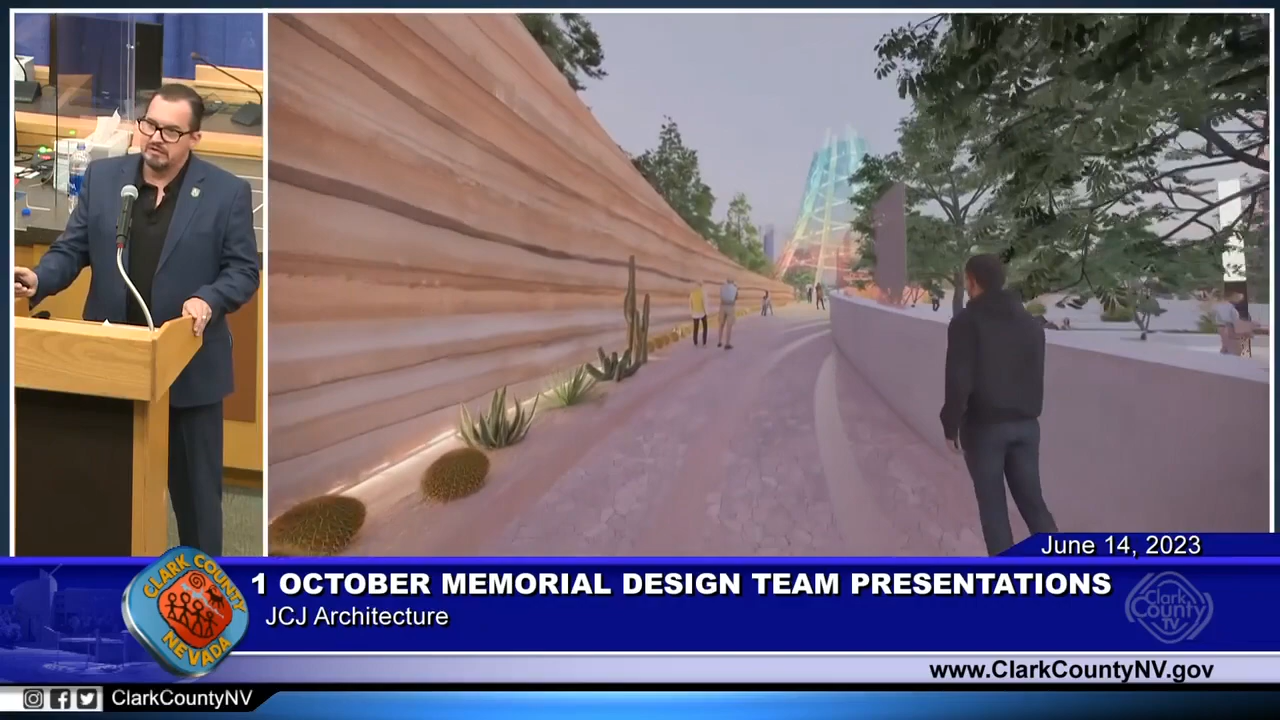 June 14, 2023
1 OCTOBER MEMORIAL DESIGN TEAM PRESENTATIONS
JCJ Architecture
CLARK COUNTY
NEVADA
Clark
County
TV
www.ClarkCountyNV.gov
ClarkCountyNV